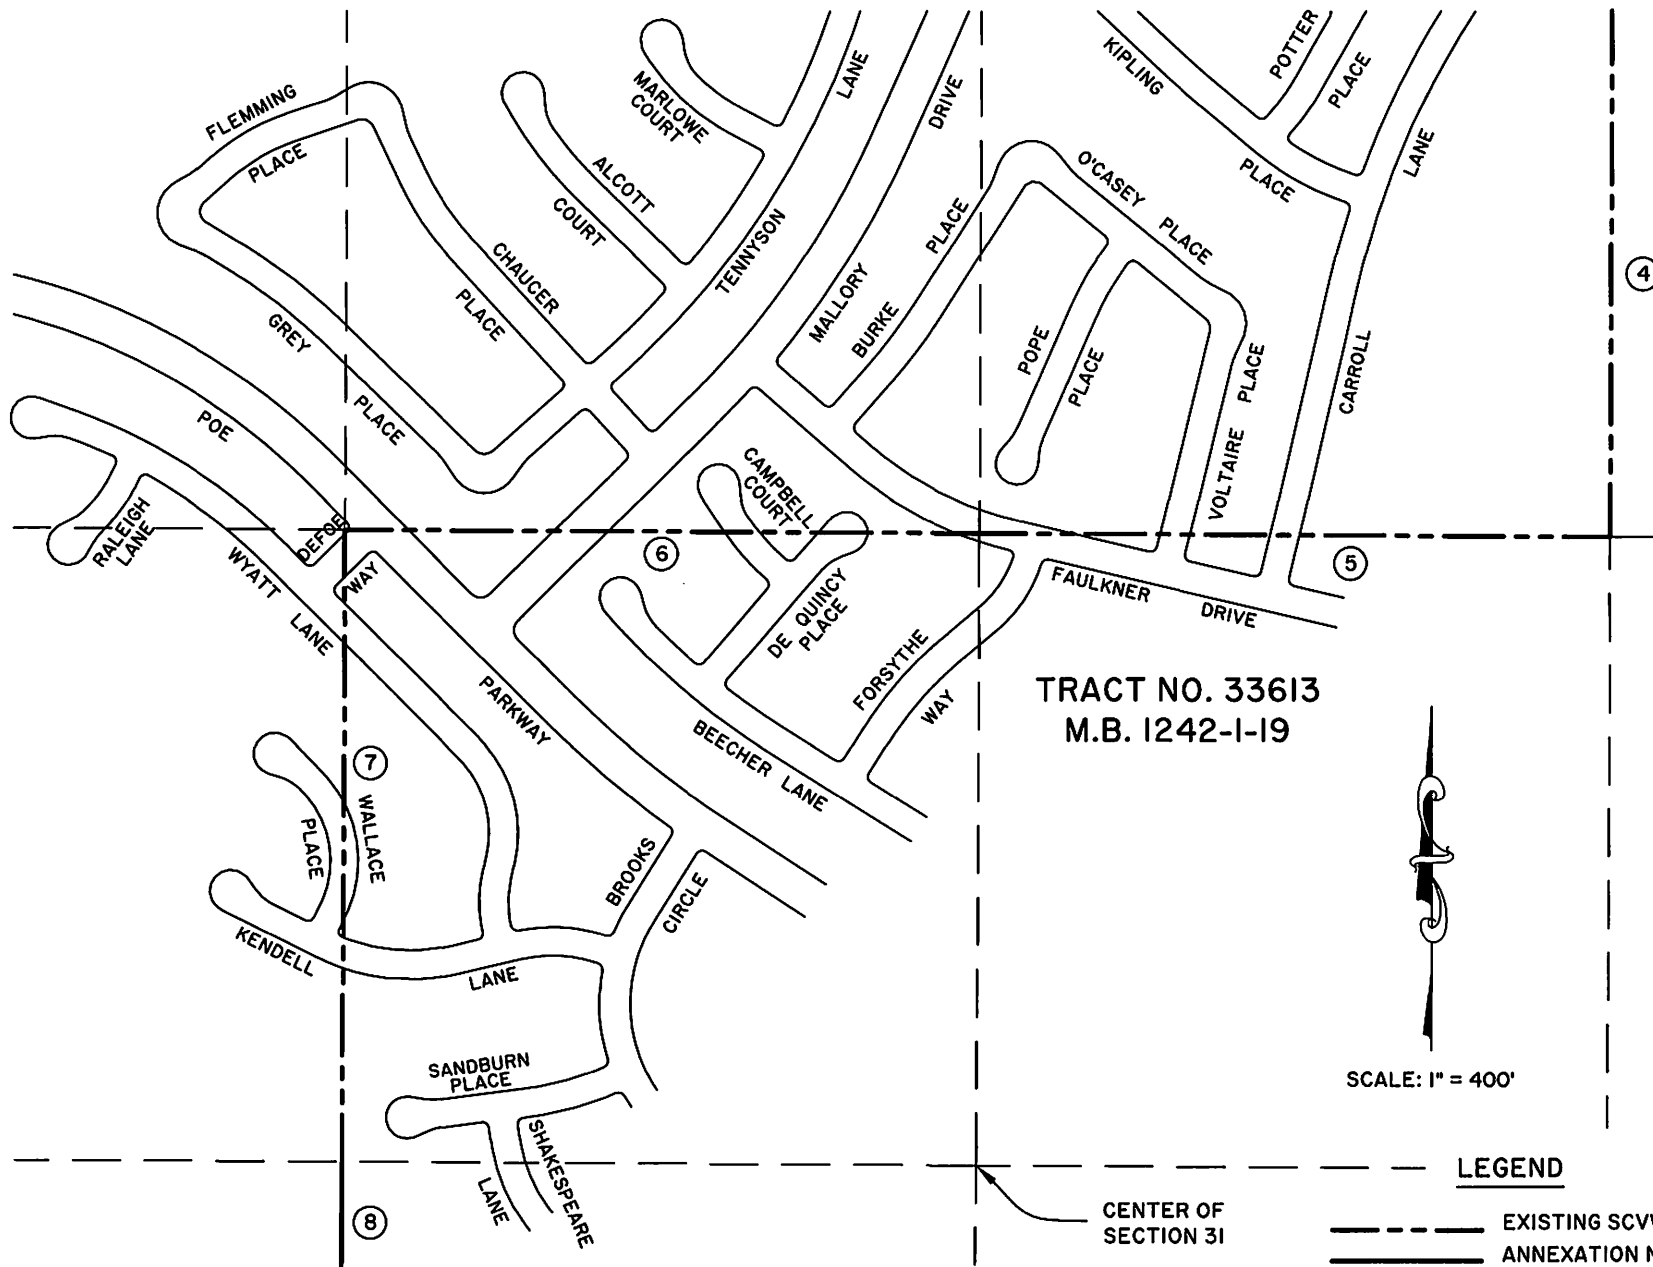 FLEMMING
PLACE
MARLOWE
COURT
ALCOTT
COURT
LANE
DRIVE
KIPLING
PLACE
POTTER
PLACE
LANE
O'CASEY PLACE
CHAUCER
PLACE
TENNYSON
MALLORY
BURKE PLACE
GREY
PLACE
POPE
PLACE
VOLTAIRE PLACE
CARROLL
4
POE
CAMPBELL
COURT
RALEIGH
LANE
DEFOE
WAY
WYATT
LANE
6
5
DE QUINCY
PLACE
FAULKNER DRIVE
FORSYTHE
WAY
PARKWAY
BEECHER LANE
TRACT NO. 33613
M.B. 1242-1-19
7
WALLACE
PLACE
BROOKS
CIRCLE
KENDELL
LANE
SANDBURN
PLACE
SHAKESPEARE
LANE
8
SCALE: 1" = 400'
CENTER OF
SECTION 31
LEGEND
EXISTING
ANNEXATION